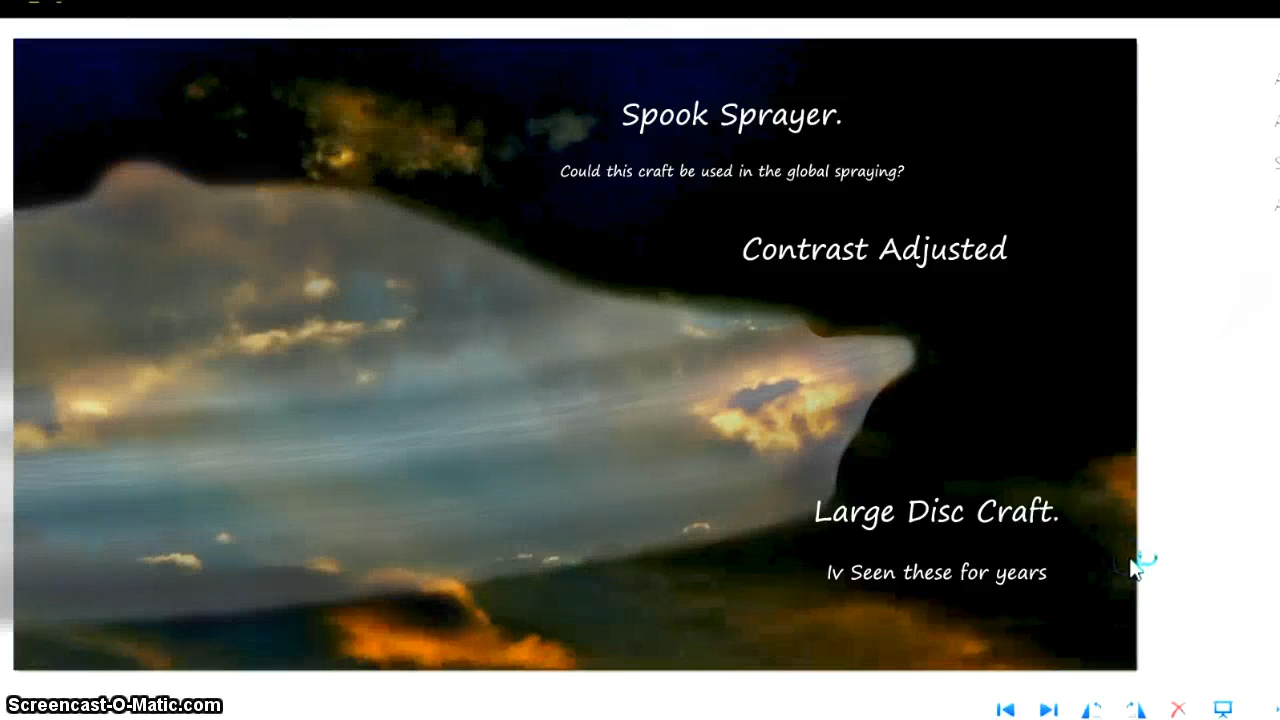 Spook Sprayer.
Could this craft be used in the global spraying?
Contrast Adjusted
Large Disc Craft.
Iv Seen these for years
Screencast-O-Matic.com